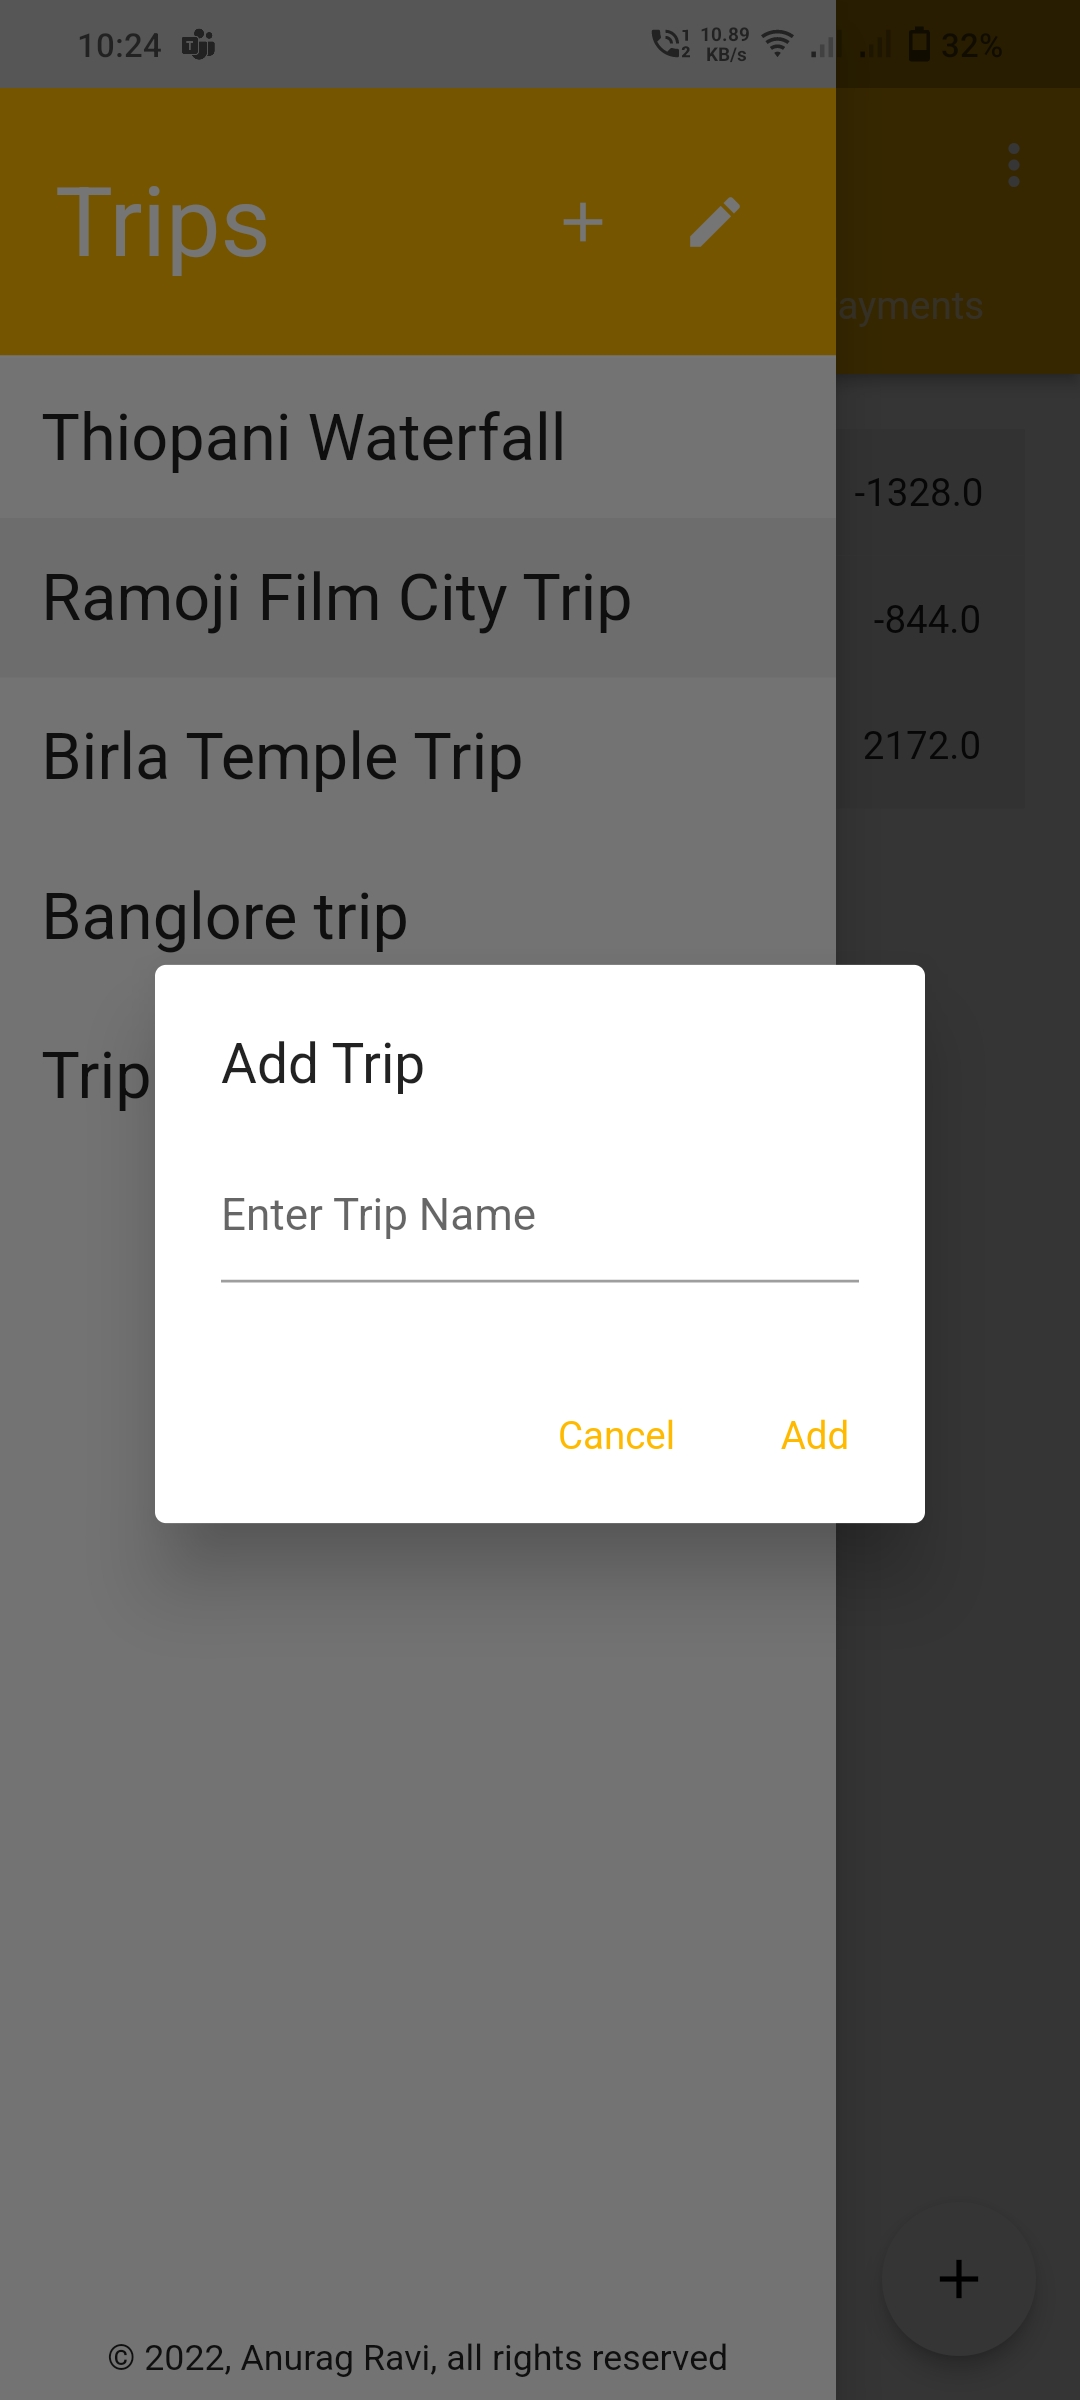 10:24
1
2
10.89
KB/s
32%
Trips
ayments
Thiopani Waterfall
-1328.0
Ramoji Film City Trip
-844.0
Birla Temple Trip
2172.0
Banglore trip
Trip
Add Trip
Enter Trip Name
Cancel
Add
© 2022, Anurag Ravi, all rights reserved